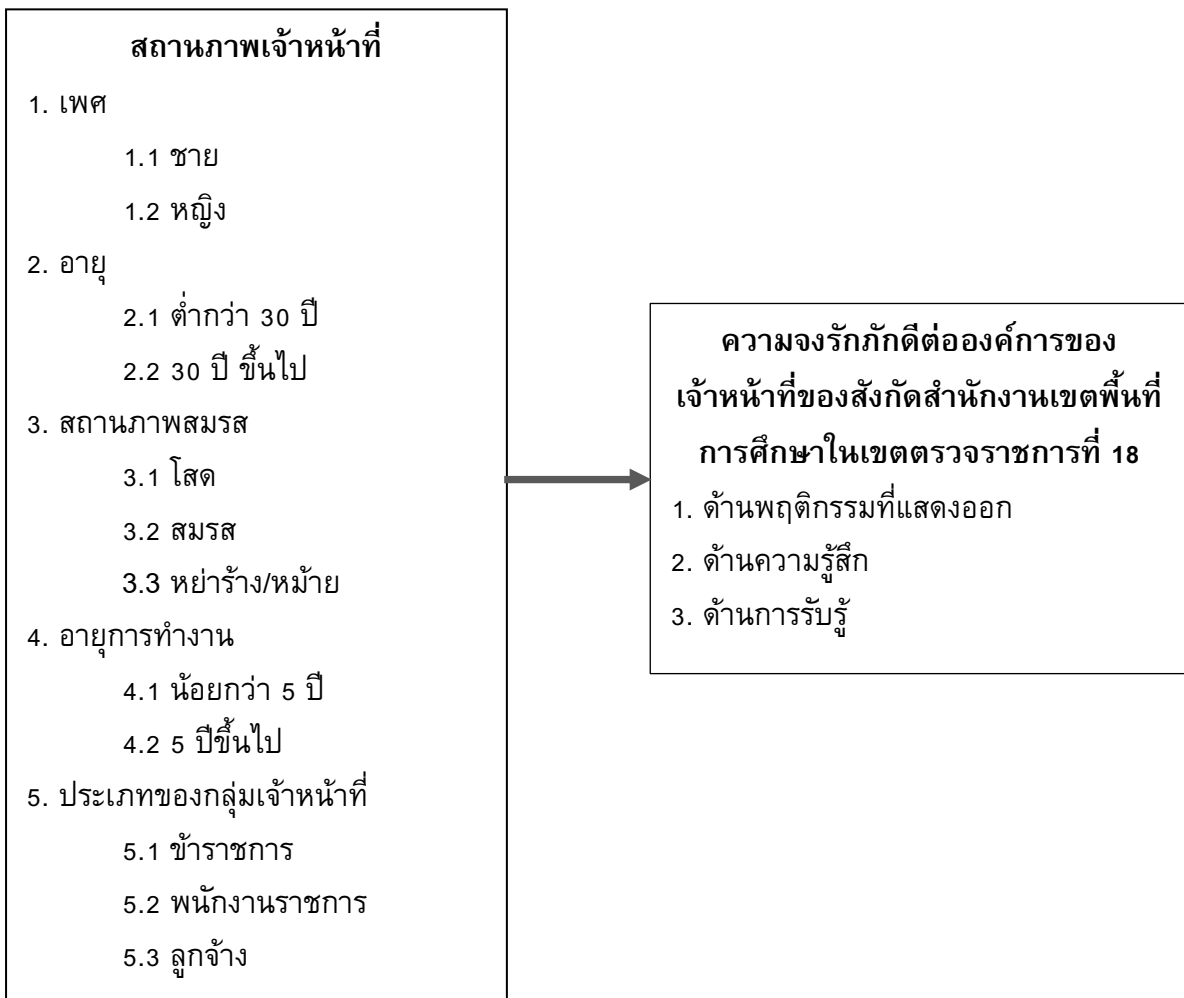 สถานภาพเจ้าหน้าที่
1. เพศ
1.1 ชาย
1.2 หญิง
2. อายุ
2.1 ต่ำกว่า 30 ปี
2.2 30 ปี ขึ้นไป
3. สถานภาพสมรส
3.1 โสด
3.2 สมรส
3.3 หย่าร้าง/หม้าย
4. อายุการทำงาน
4.1 น้อยกว่า 5 ปี
4.2 5 ปีขึ้นไป
5. ประเภทของกลุ่มเจ้าหน้าที่
5.1 ข้าราชการ
5.2 พนักงานราชการ
5.3 ลูกจ้าง
ความจงรักภักดีต่อองค์การของ
เจ้าหน้าที่ของสังกัดสำนักงานเขตพื้นที่
การศึกษาในเขตตรวจราชการที่ 18
1. ด้านพฤติกรรมที่แสดงออก
2. ด้านความรู้สึก
3. ด้านการรับรู้